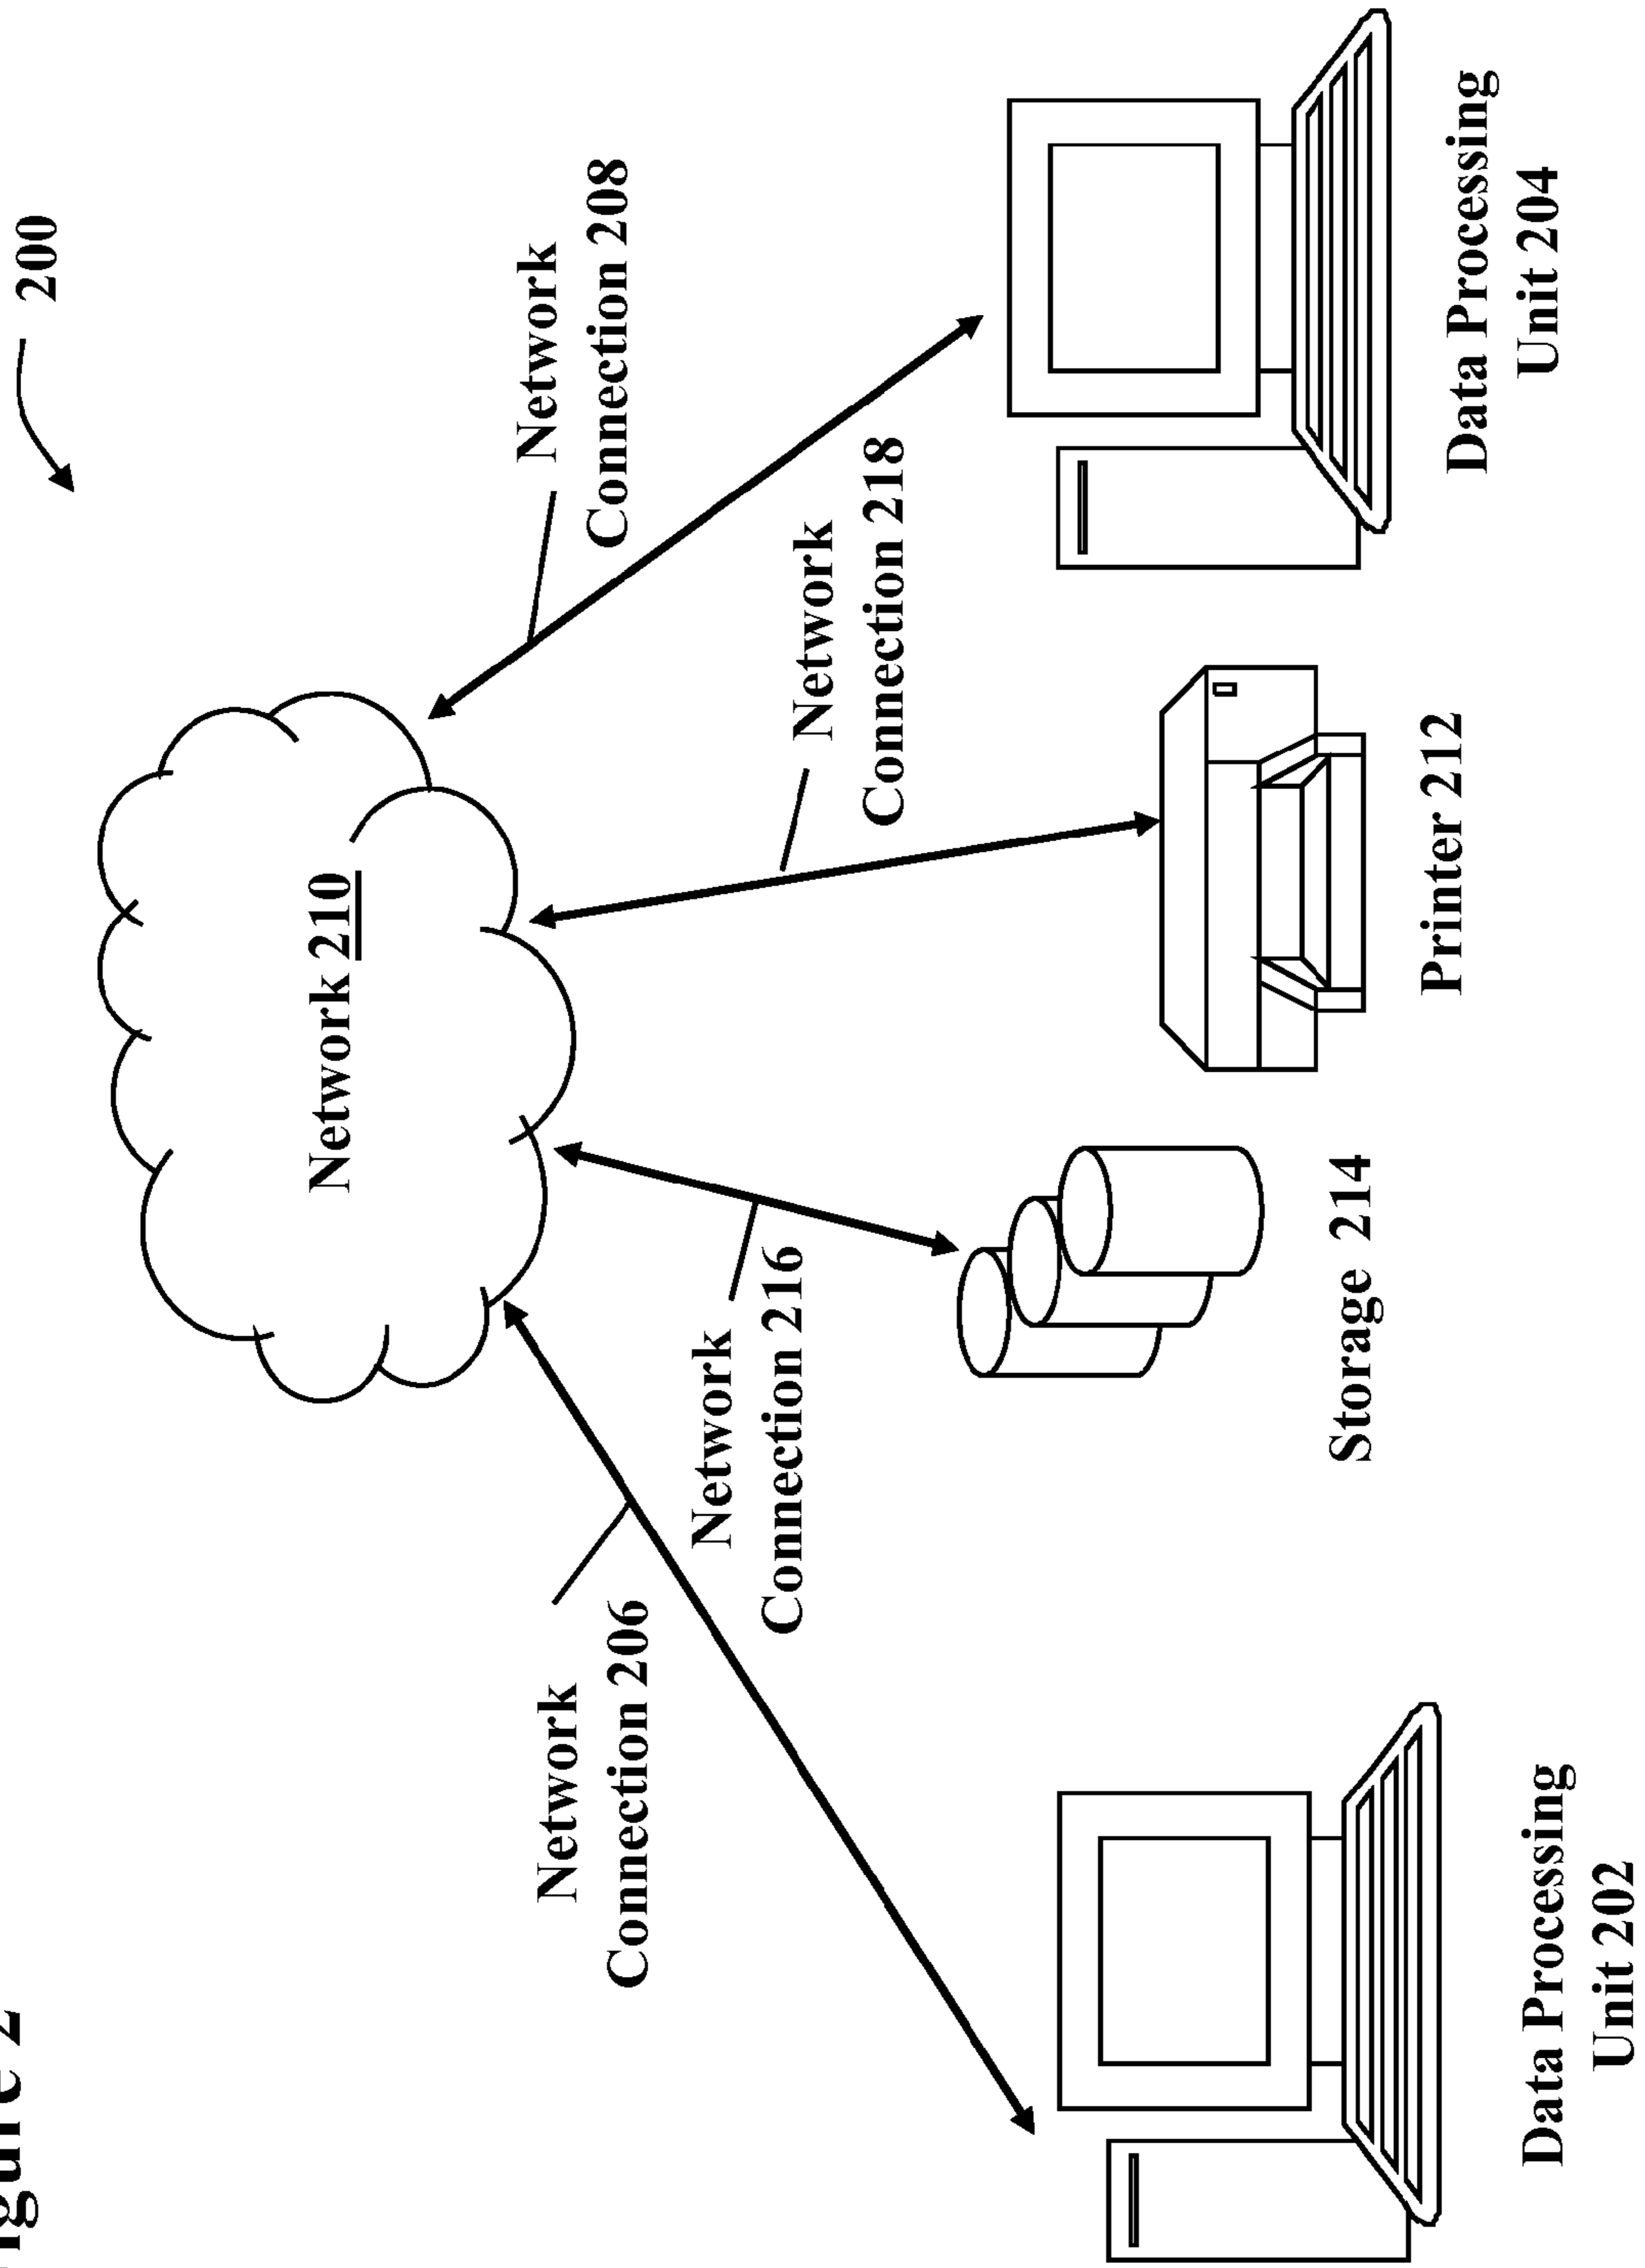 igure 2
200
Network 210
Network
Connection 208
Network
Connection 218
Network
Connection 216
Network
Connection 206
Data Processing
Unit 202
Storage 214
Printer 212
Data Processing
Unit 204